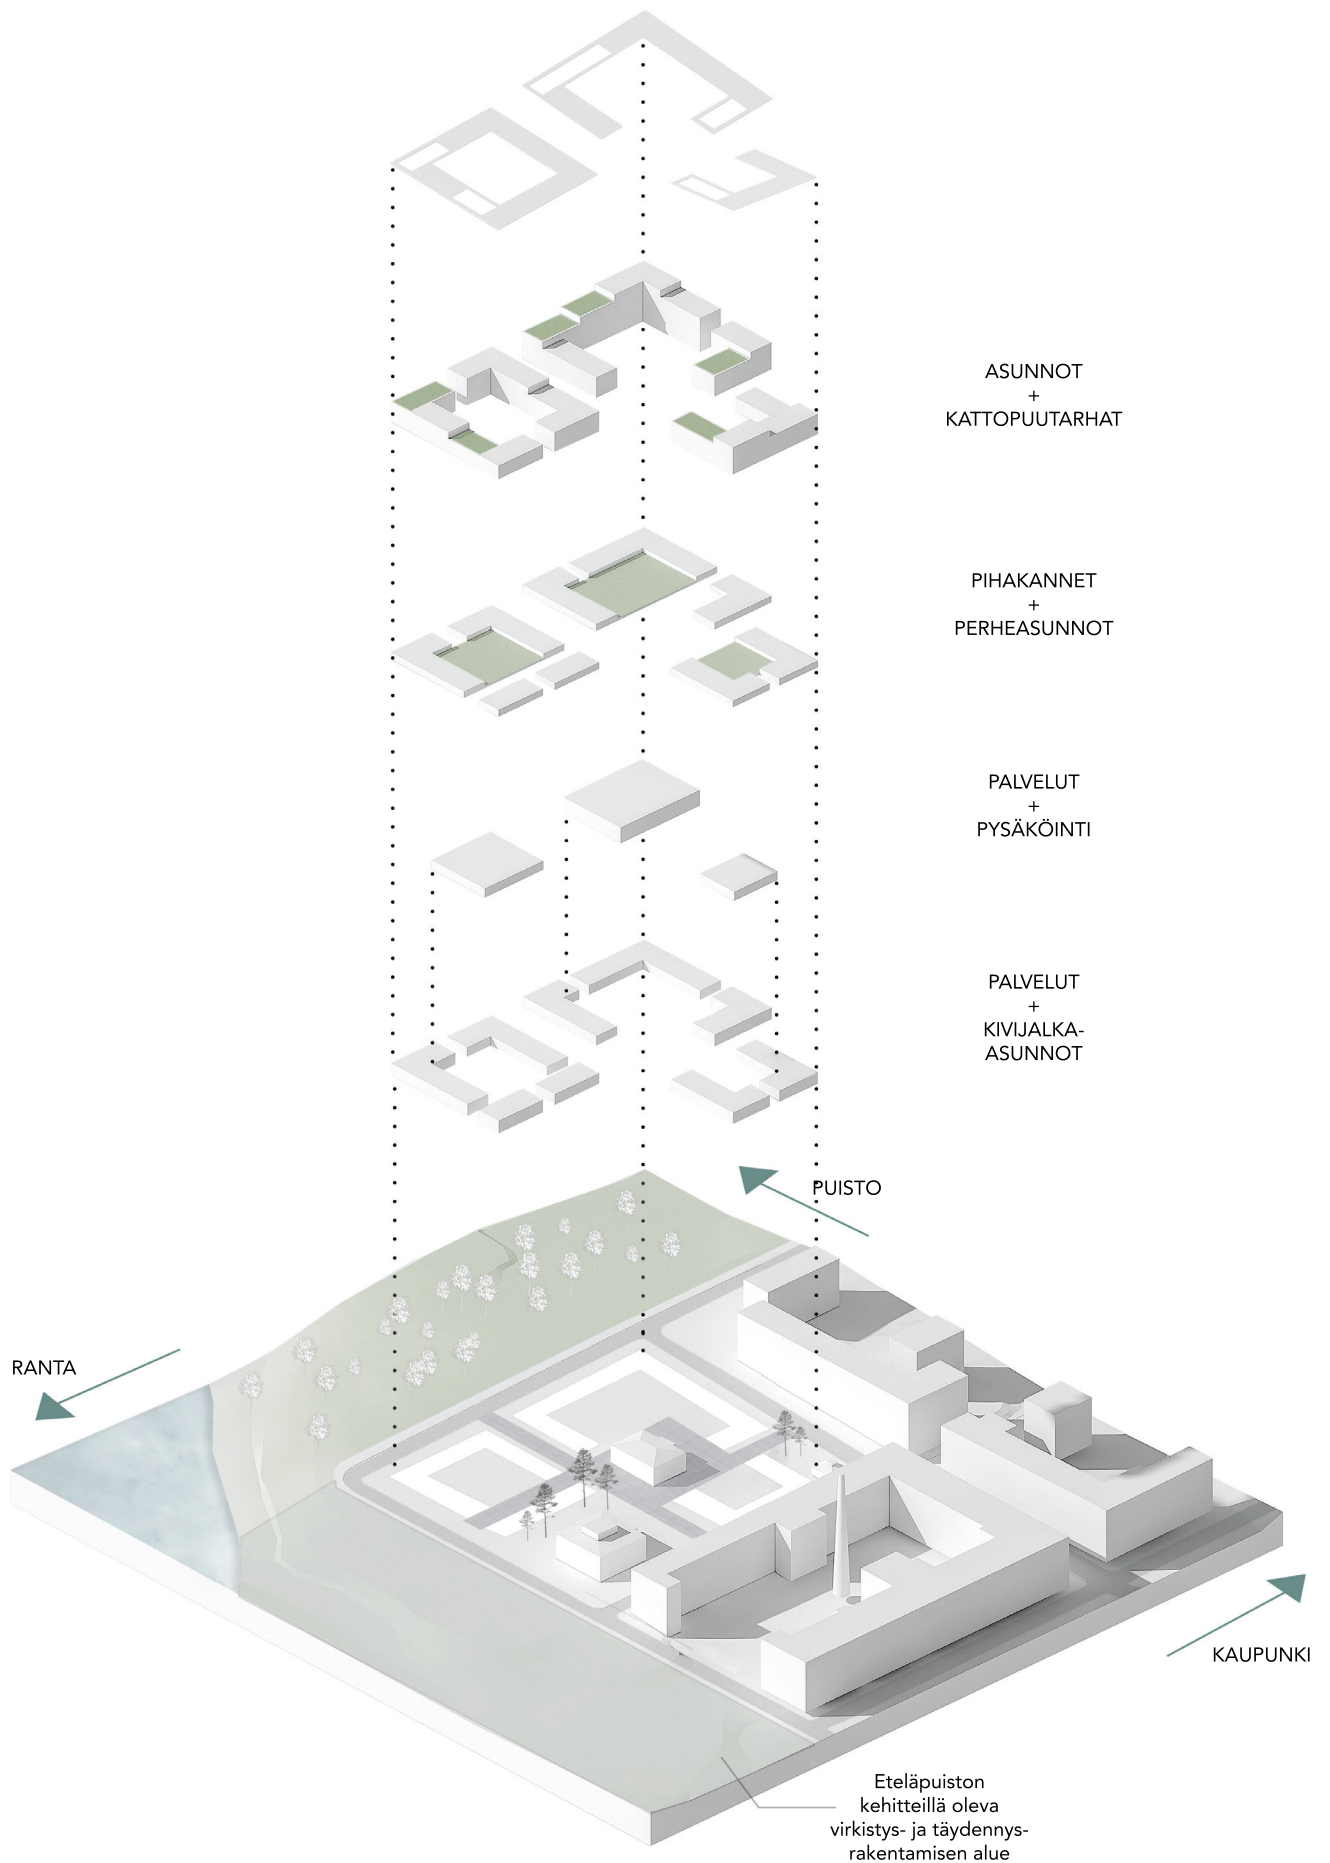 ASUNNOT
+
KATTOPUUTARHAT
PIHAKANNET
+
PERHEASUNNOT
PALVELUT
+
PYSÄKÖINTI
PALVELUT
+
KIVIJALKA-
ASUNNOT
PUISTO
RANTA
KAUPUNKI
Eteläpuiston
kehitteillä oleva
virkistys- ja täydennys-
rakentamisen alue